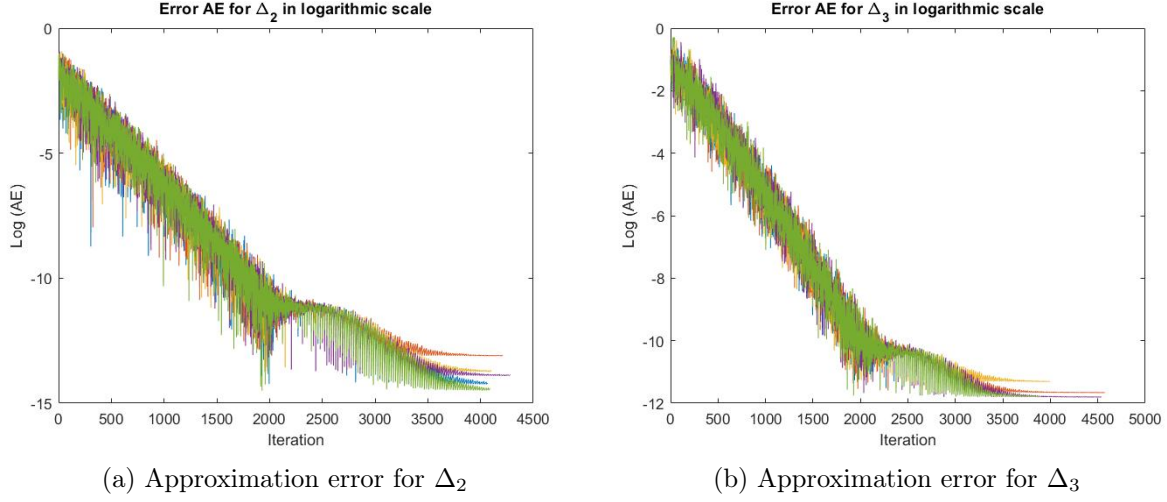 Error AE for Δ2 in logarithmic scale
0
-5
-10
-15
Log (AE)
0 500 1000 1500 2000 2500 3000 3500 4000 4500
Iteration
(a) Approximation error for Δ2
Error AE for Δ3 in logarithmic scale
0
-2
-4
-6
-8
-10
-12
Log (AE)
0 500 1000 1500 2000 2500 3000 3500 4000 4500 5000
Iteration
(b) Approximation error for Δ3